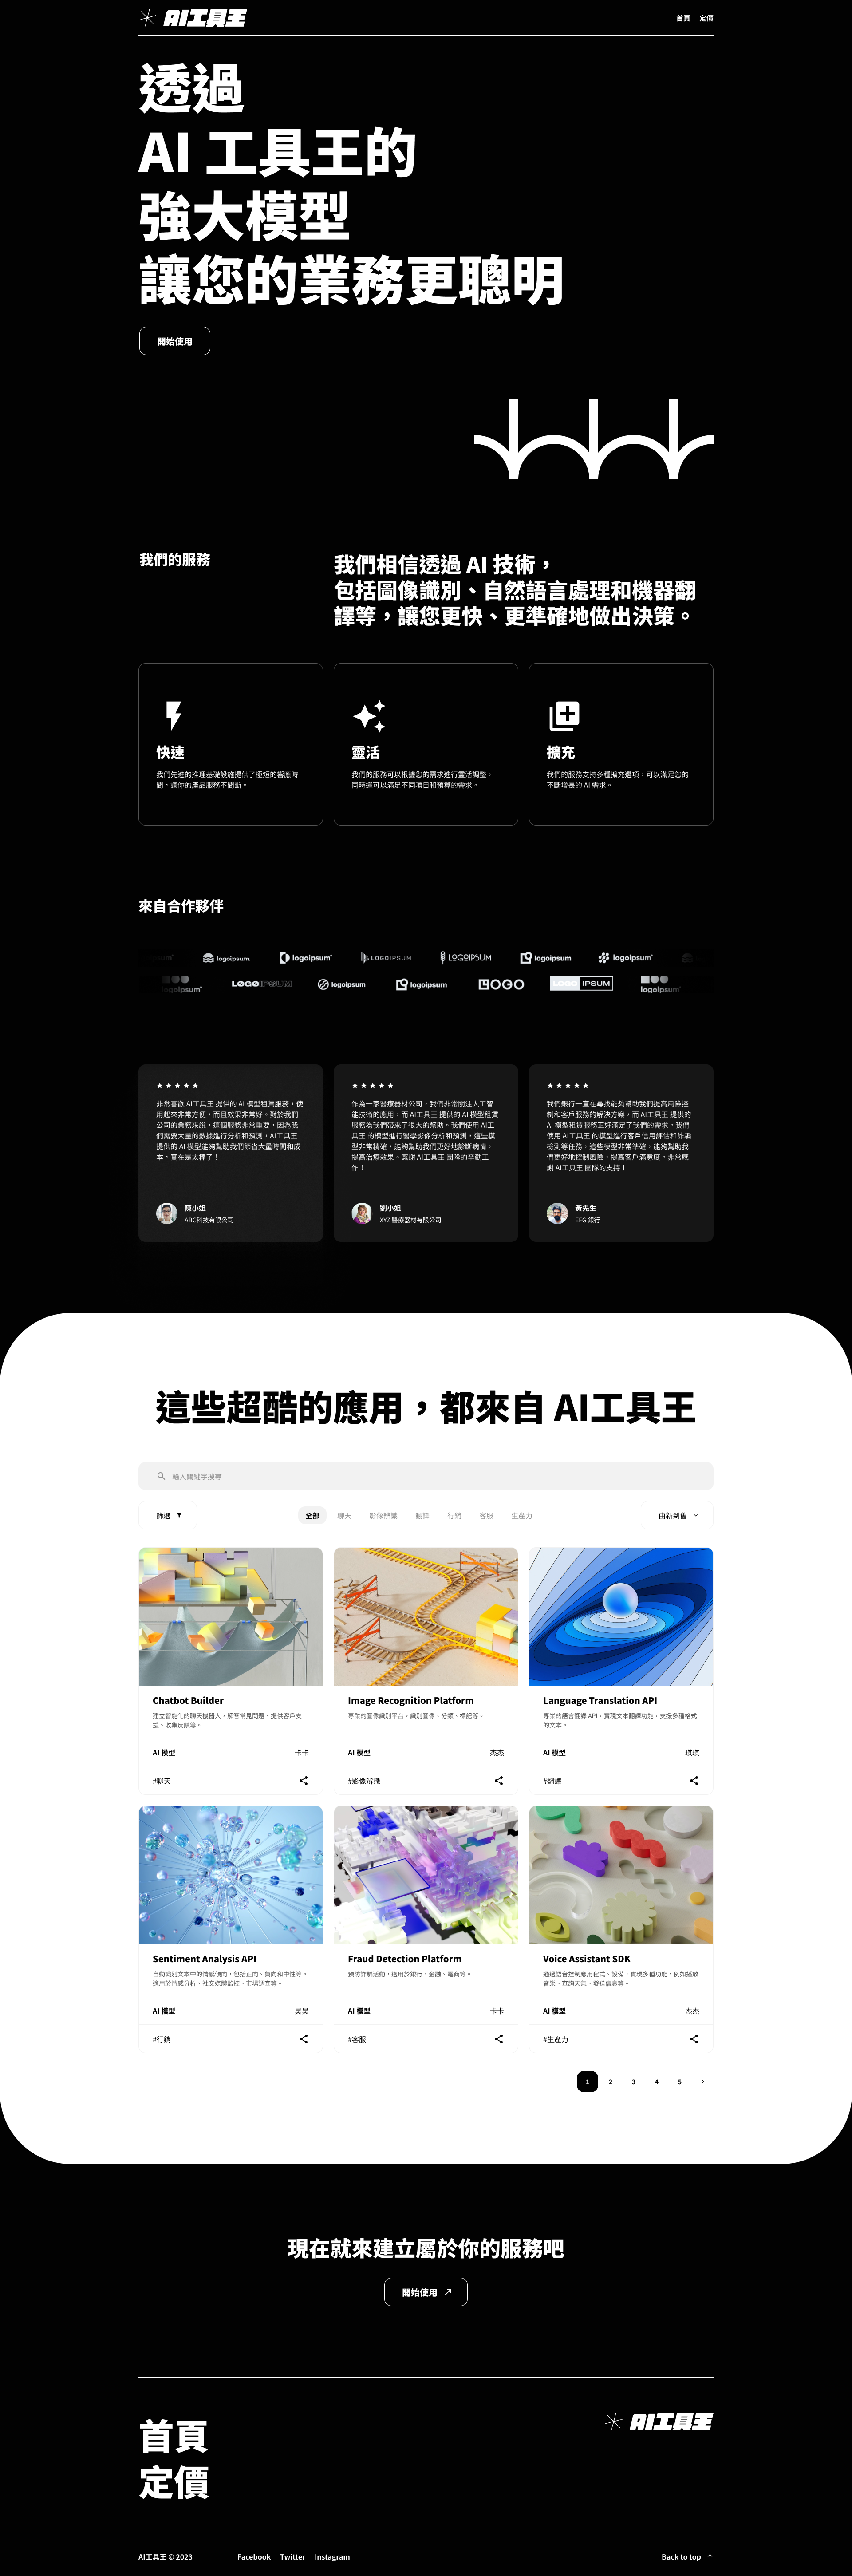 AI工具王
首頁 定價
透過
AI 工具王的
強大模型
讓您的業務更聰明
開始使用
我們的服務
我們相信透過 AI 技術，
包括圖像識別、自然語言處理和機器翻
譯等，讓您更快、更準確地做出決策。
快速
我們先進的推理基礎設施提供了極短的響應時
間，讓你的產品服務不間斷。
靈活
我們的服務可以根據您的需求進行靈活調整，
同時還可以滿足不同項目和預算的需求。
擴充
我們的服務支持多種擴充選項，可以滿足您的
不斷增長的 AI 需求。
來自合作夥伴
logoipsum logoipsum LOGOIPSUM LOGOIPSUM logoipsum logoipsum
logoipsum LOGOIPSUM logoipsum logoipsum LOGO LOGO IPSUM logoipsum
非常喜歡 AI工具王 提供的 AI 模型租賃服務，使
用起來非常方便，而且效果非常好。對於我們
公司的業務來說，這個服務非常重要，因為我
們需要大量的數據進行分析和預測，AI工具王
提供的 AI 模型能夠幫助我們節省大量時間和成
本，實在是太棒了！
陳小姐
ABC科技有限公司
作為一家醫療器材公司，我們非常關注人工智
能技術的應用，而 AI工具王 提供的 AI 模型租賃
服務為我們帶來了很大的幫助。我們使用 AI工
具王 的模型進行醫學影像分析和預測，這些模
型非常精確，能夠幫助我們更好地診斷病情，
提高治療效果。感謝 AI工具王 團隊的辛勤工
作！
劉小姐
XYZ 醫療器材有限公司
我們銀行一直在尋找能夠幫助我們提高風險控
制和客戶服務的解決方案，而 AI工具王 提供的
AI 模型租賃服務正好滿足了我們的需求。我們
使用 AI工具王 的模型進行客戶信用評估和詐騙
檢測等任務，這些模型非常準確，能夠幫助我
們更好地控制風險，提高客戶滿意度。非常感
謝 AI工具王 團隊的支持！
黃先生
EFG 銀行
這些超酷的應用，都來自 AI工具王
輸入關鍵字搜尋
篩選
全部 聊天 影像辨識 翻譯 行銷 客服 生產力
由新到舊
Chatbot Builder
建立智能化的聊天機器人，解答常見問題、提供客戶支
援、收集反饋等。
AI 模型 卡卡
#聊天
Image Recognition Platform
專業的圖像識別平台，識別圖像、分類、標記等。
AI 模型 杰杰
#影像辨識
Language Translation API
專業的語言翻譯 API，實現文本翻譯功能，支援多種格式
的文本。
AI 模型 琪琪
#翻譯
Sentiment Analysis API
自動識別文本中的情感傾向，包括正向、負向和中性等。
適用於情感分析、社交媒體監控、市場調查等。
AI 模型 昊昊
#行銷
Fraud Detection Platform
預防詐騙活動，適用於銀行、金融、電商等。
AI 模型 卡卡
#客服
Voice Assistant SDK
通過語音控制應用程式、設備，實現多種功能，例如播放
音樂、查詢天氣、發送信息等。
AI 模型 杰杰
#生產力
1 2 3 4 5
現在就來建立屬於你的服務吧
開始使用
首頁
定價
AI工具王
AI工具王 © 2023 Facebook Twitter Instagram Back to top